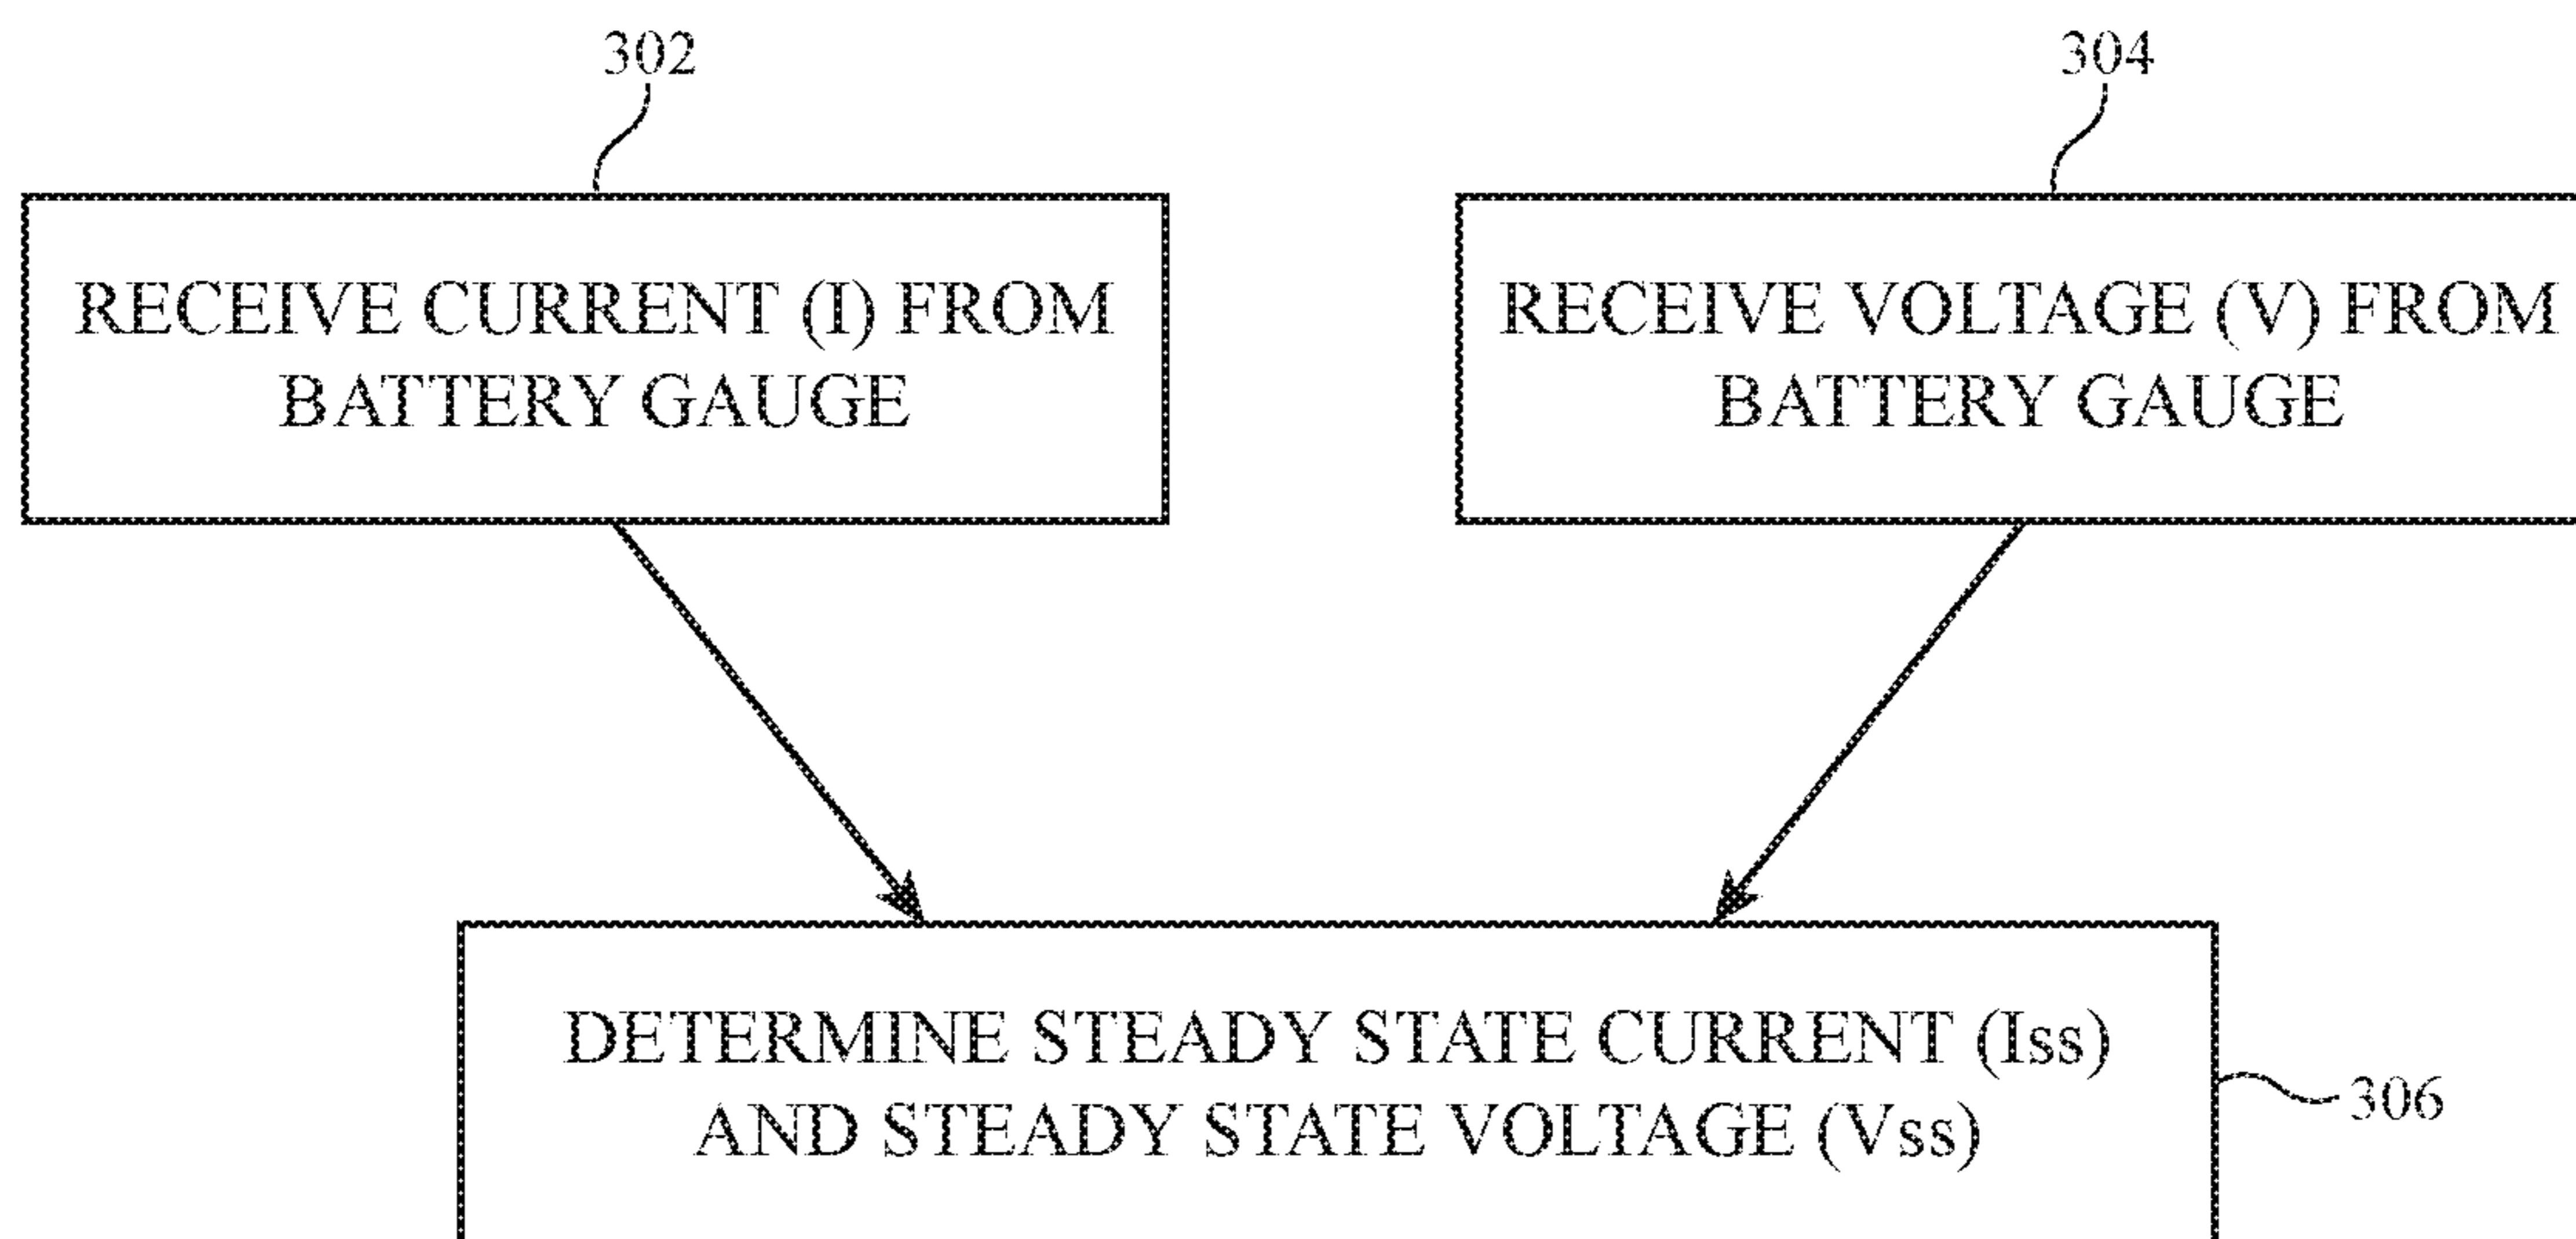 302
304
RECEIVE CURRENT (I) FROM
BATTERY GAUGE
RECEIVE VOLTAGE (V) FROM
BATTERY GAUGE
DETERMINE STEADY STATE CURRENT (Iss)
AND STEADY STATE VOLTAGE (Vss)
306